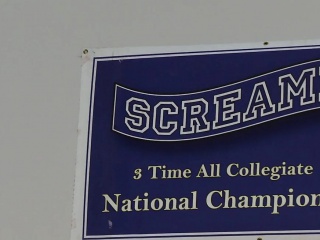 SCREAM
3 Time All Collegiate
National Champion